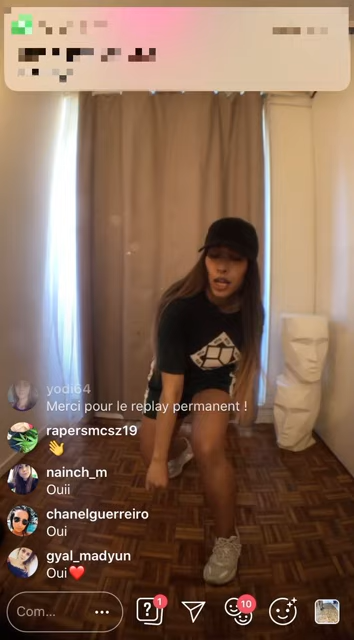 yodi64
Merci pour le replay permanent !
rapersmcsz19
👋
nainch_m
Ouii
chanelguerreiro
Oui
gyal_madyun
Oui❤️
Com...
1
10